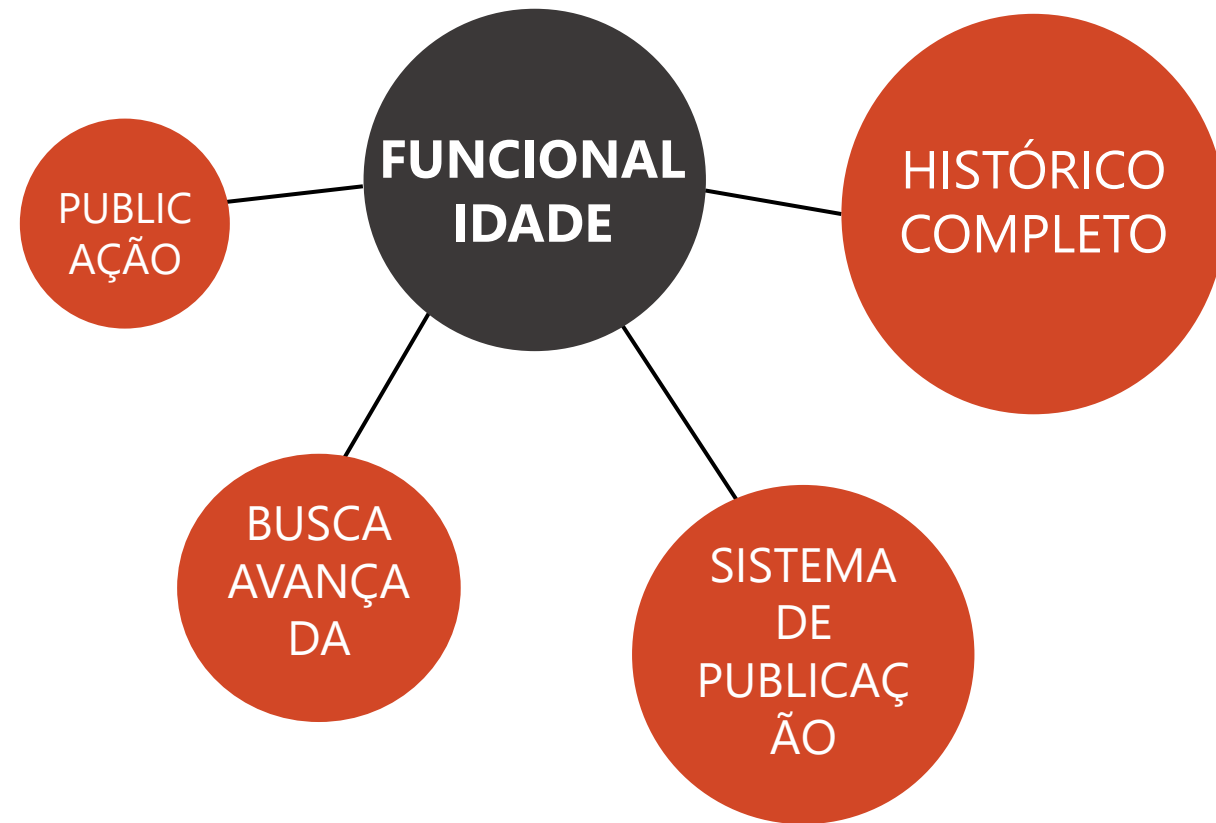 FUNCIONAL
IDADE
PUBLIC
AÇÃO
HISTÓRICO
COMPLETO
BUSCA
AVANÇA
DA
SISTEMA
DE
PUBLICAÇ
ÃO